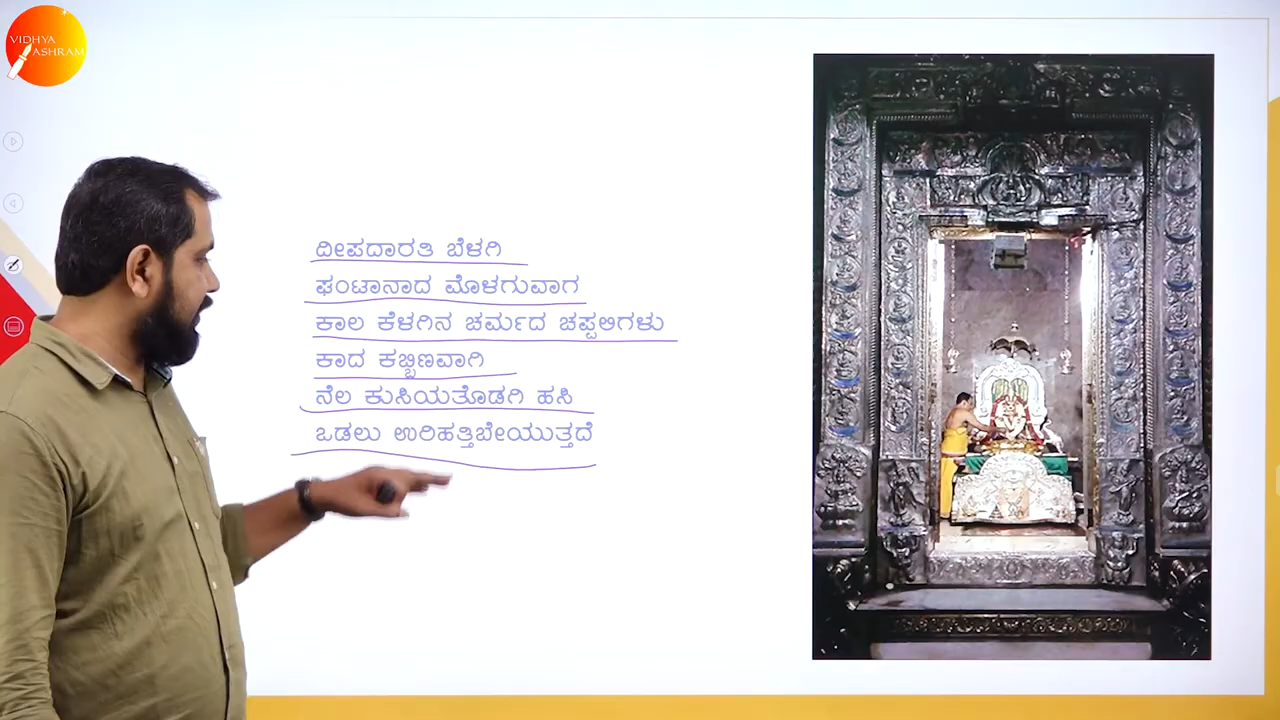 VIDHYA
ASHRAM
ದೀಪದಾರತಿ ಬೆಳಗಿ
ಘಂಟಾನಾದ ಮೊಳಗುವಾಗ
ಕಾಲ ಕೆಳಗಿನ ಚರ್ಮದ ಚಪ್ಪಲಿಗಳು
ಕಾದ ಕಬ್ಬಿಣವಾಗಿ
ನೆಲ ಕುಸಿಯತೊಡಗಿ ಹಸಿ
ಒಡಲು ಉರಿಹತ್ತಿಬೇಯುತ್ತದೆ